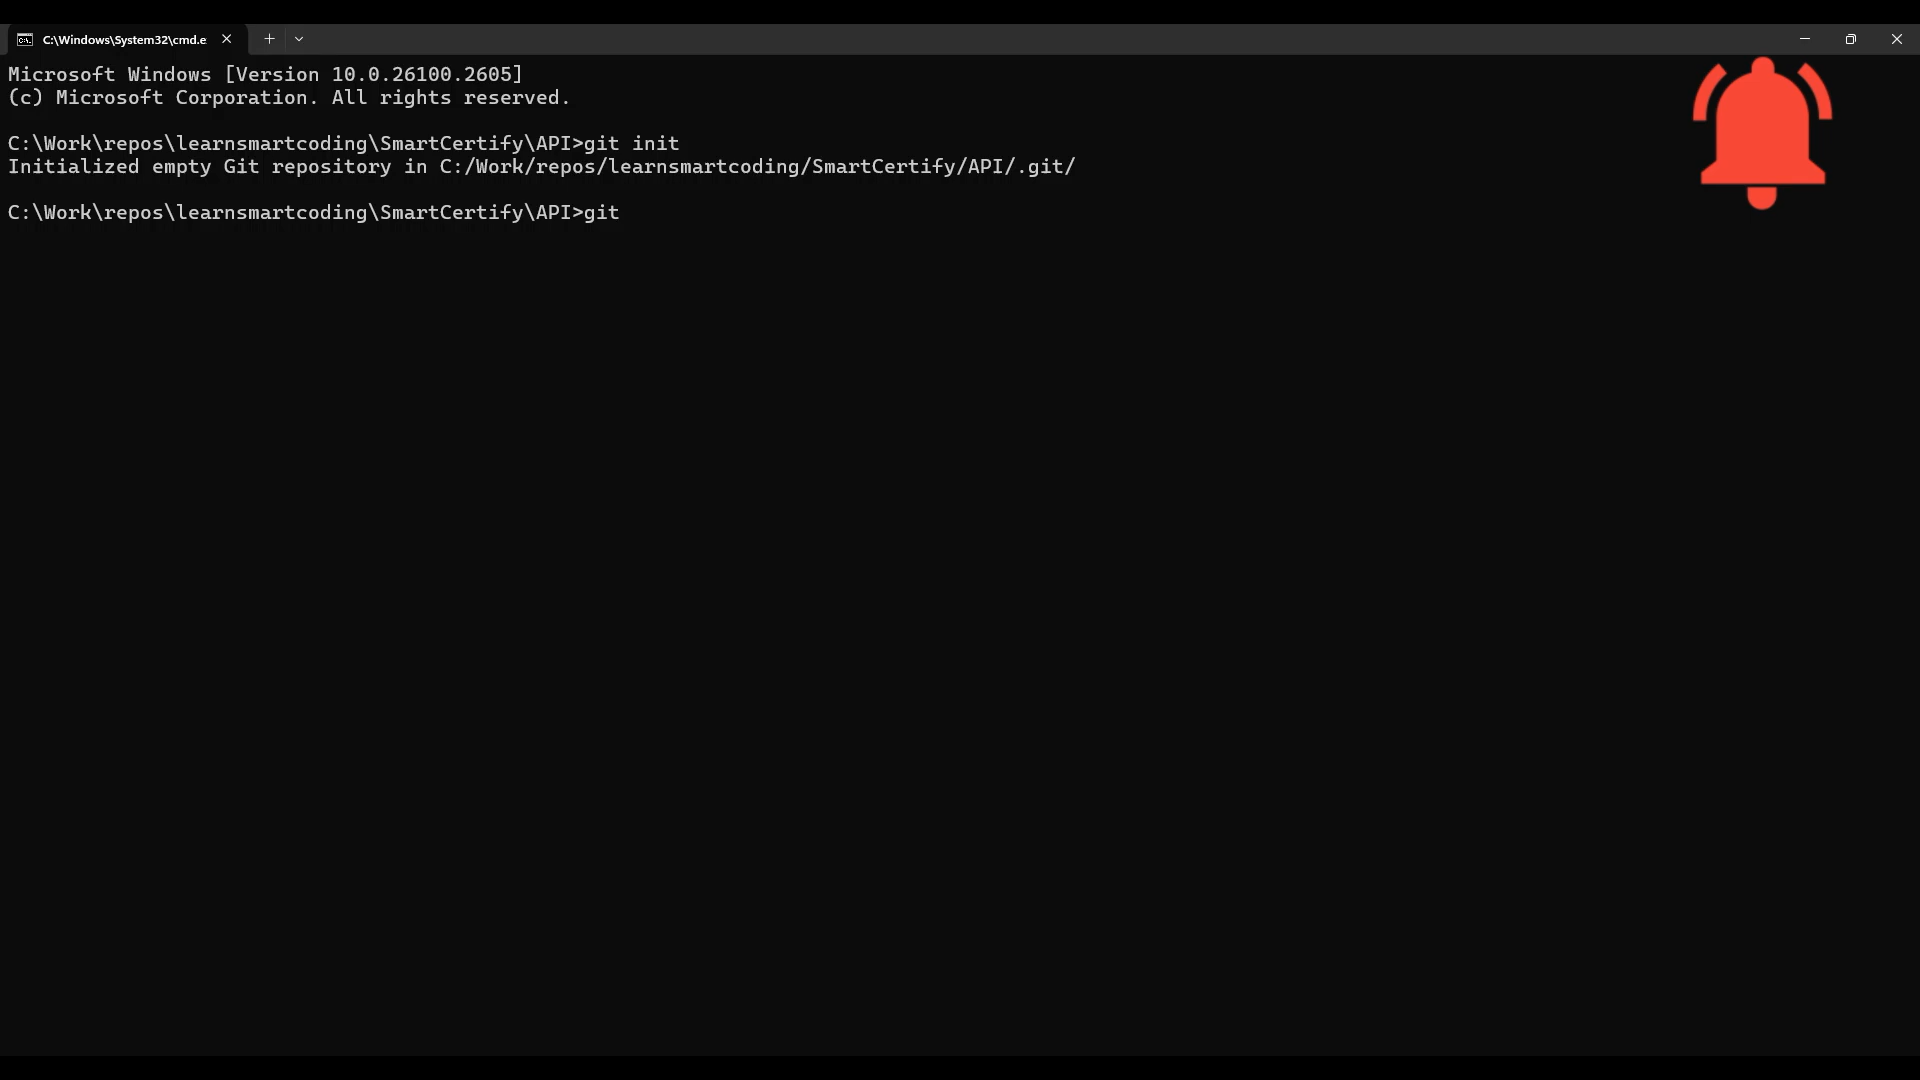 C:\Windows\System32\cmd.e
Microsoft Windows [Version 10.0.26100.2605]
(c) Microsoft Corporation. All rights reserved.
C:\Work\repos\learnsmartcoding\SmartCertify\API>git init
Initialized empty Git repository in C:/Work/repos/learnsmartcoding/SmartCertify/API/.git/
C:\Work\repos\learnsmartcoding\SmartCertify\API>git